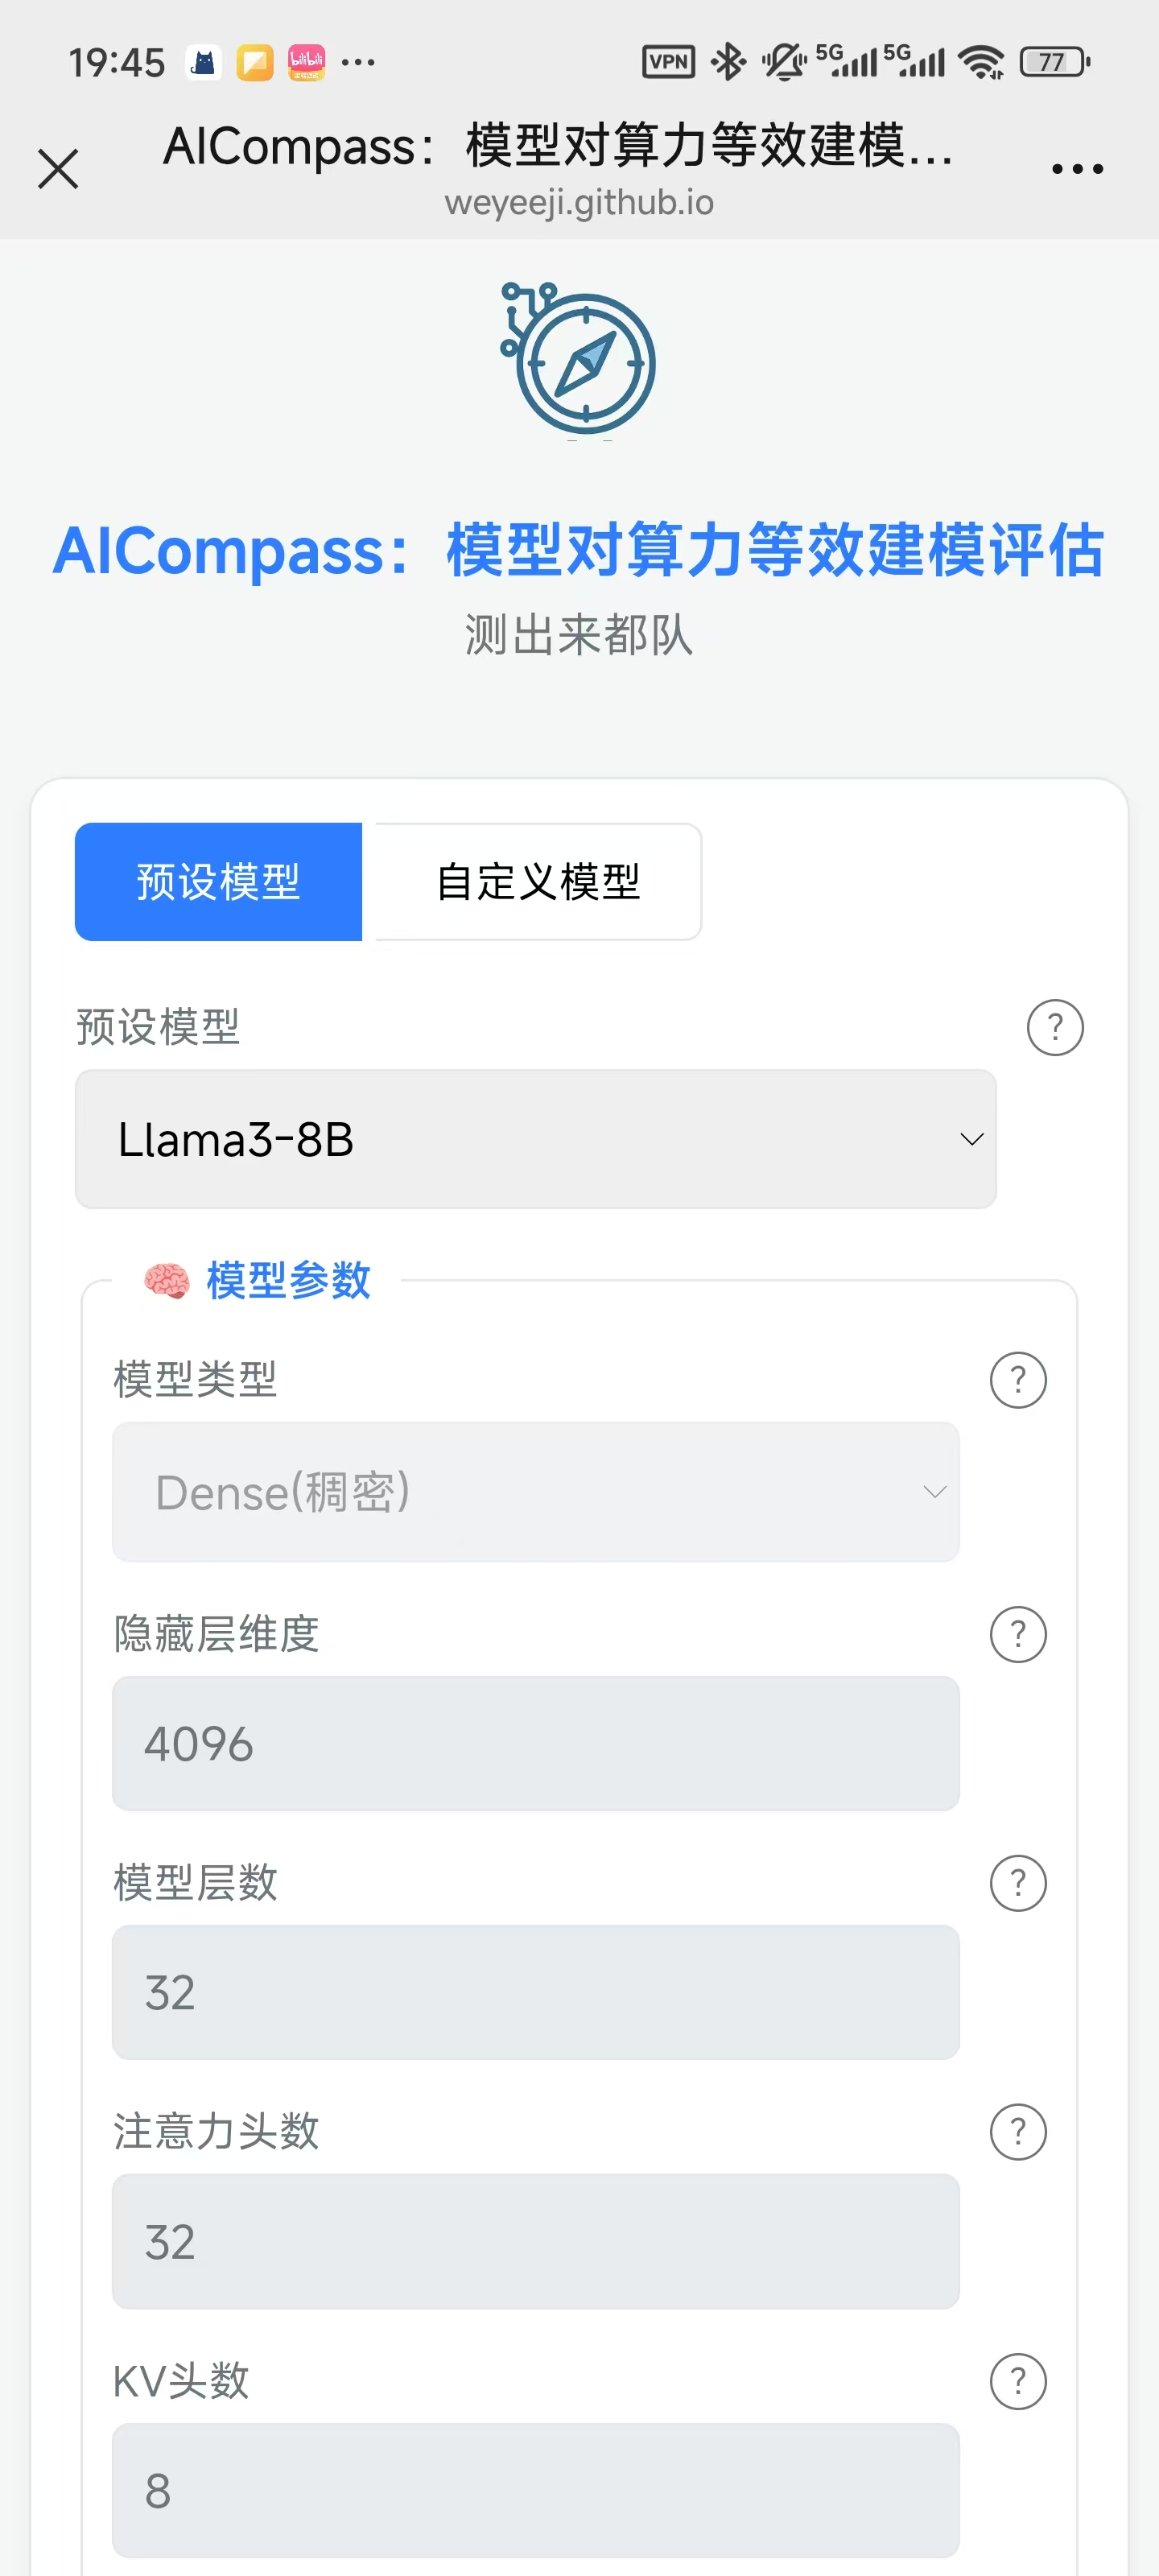 19:45 bilibili ... VPN 5G 5G 77
AICompass：模型对算力等效建模...
weyeeji.github.io
AICompass：模型对算力等效建模评估
测出来都队
预设模型 自定义模型
预设模型 ?
Llama3-8B
🧠 模型参数
模型类型 ?
Dense(稠密)
隐藏层维度 ?
4096
模型层数 ?
32
注意力头数 ?
32
KV头数 ?
8